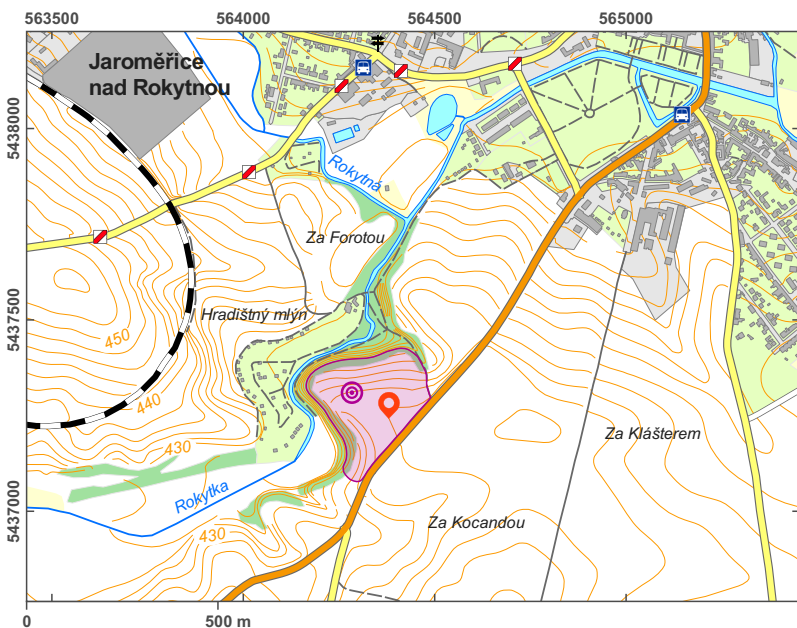 563500 564000 564500 565000
Jaroměřice
nad Rokytnou
5438000
Rokytná
Za Forotou
Hradištný mlýn
5437500
450
440
430
Za Klášterem
Rokytka
5437000
Za Kocandou
430
0 500 m